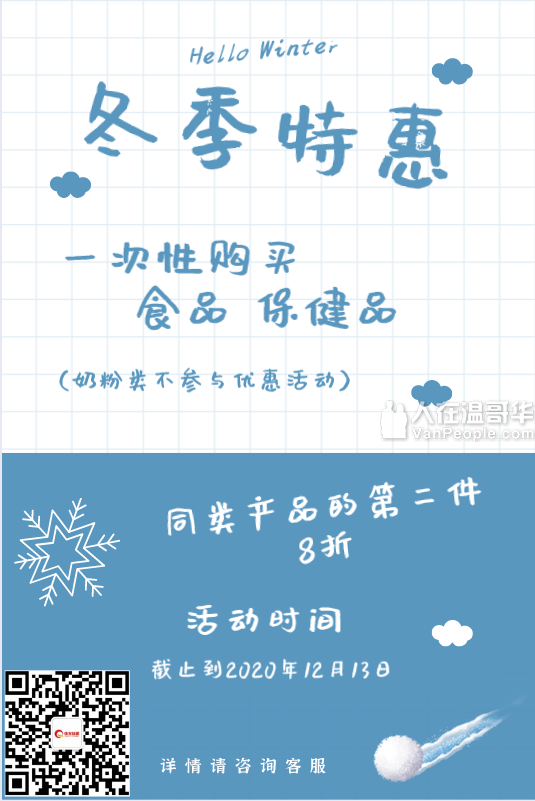 Hello Winter
冬季特惠
一次性购买
食品 保健品
（奶粉类不参与优惠活动）
人在温哥华
VanPeople.com
同类产品的第二件
8折
活动时间
截止到2020年12月13日
详情请咨询客服